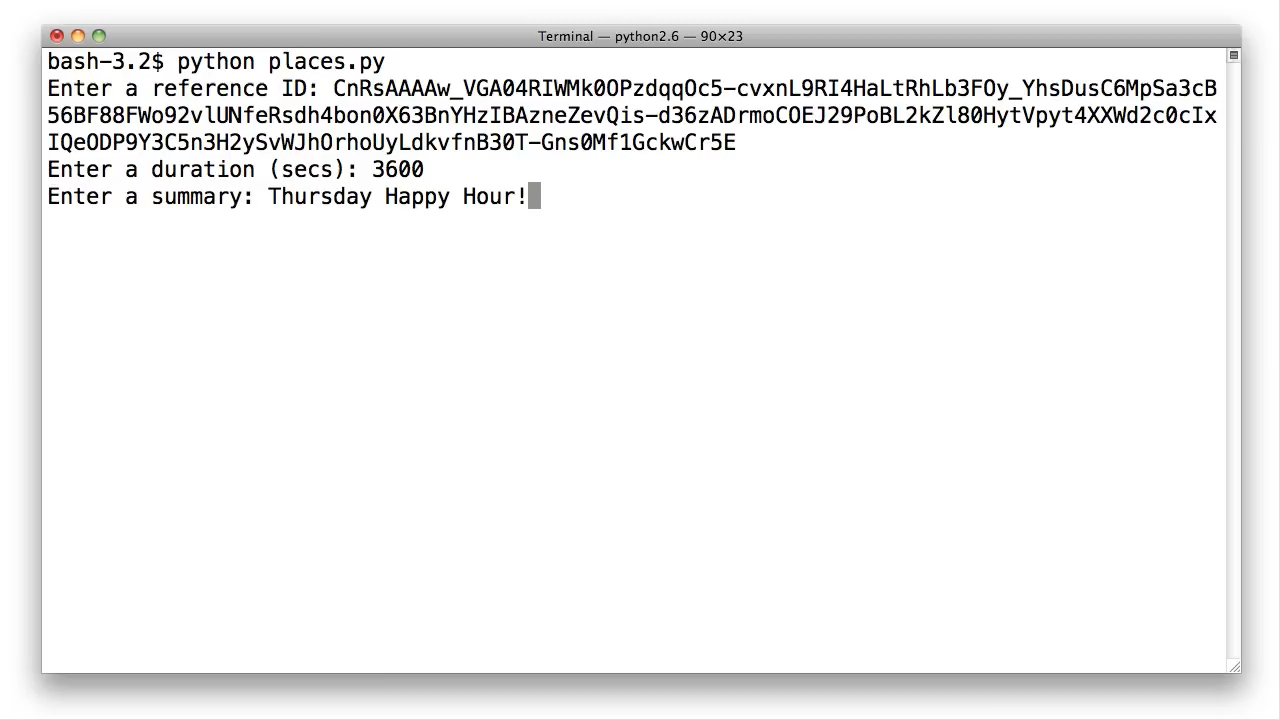 Terminal — python2.6 — 90×23
bash-3.2$ python places.py
Enter a reference ID: CnRsAAAAw_VGA04RIWMk0OPzdqqOc5-cvxnL9RI4HaLtRhLb3FOy_YhsDusC6MpSa3cB
56BF88FWo92vlUNfeRsdh4bon0X63BnYHzIBAzneZevQis-d36zADrmoCOEJ29PoBL2kZl80HytVpyt4XXWd2c0cIx
IQeODP9Y3C5n3H2ySvWJhOrhoUyLdkvfnB30T-Gns0Mf1GckwCr5E
Enter a duration (secs): 3600
Enter a summary: Thursday Happy Hour!